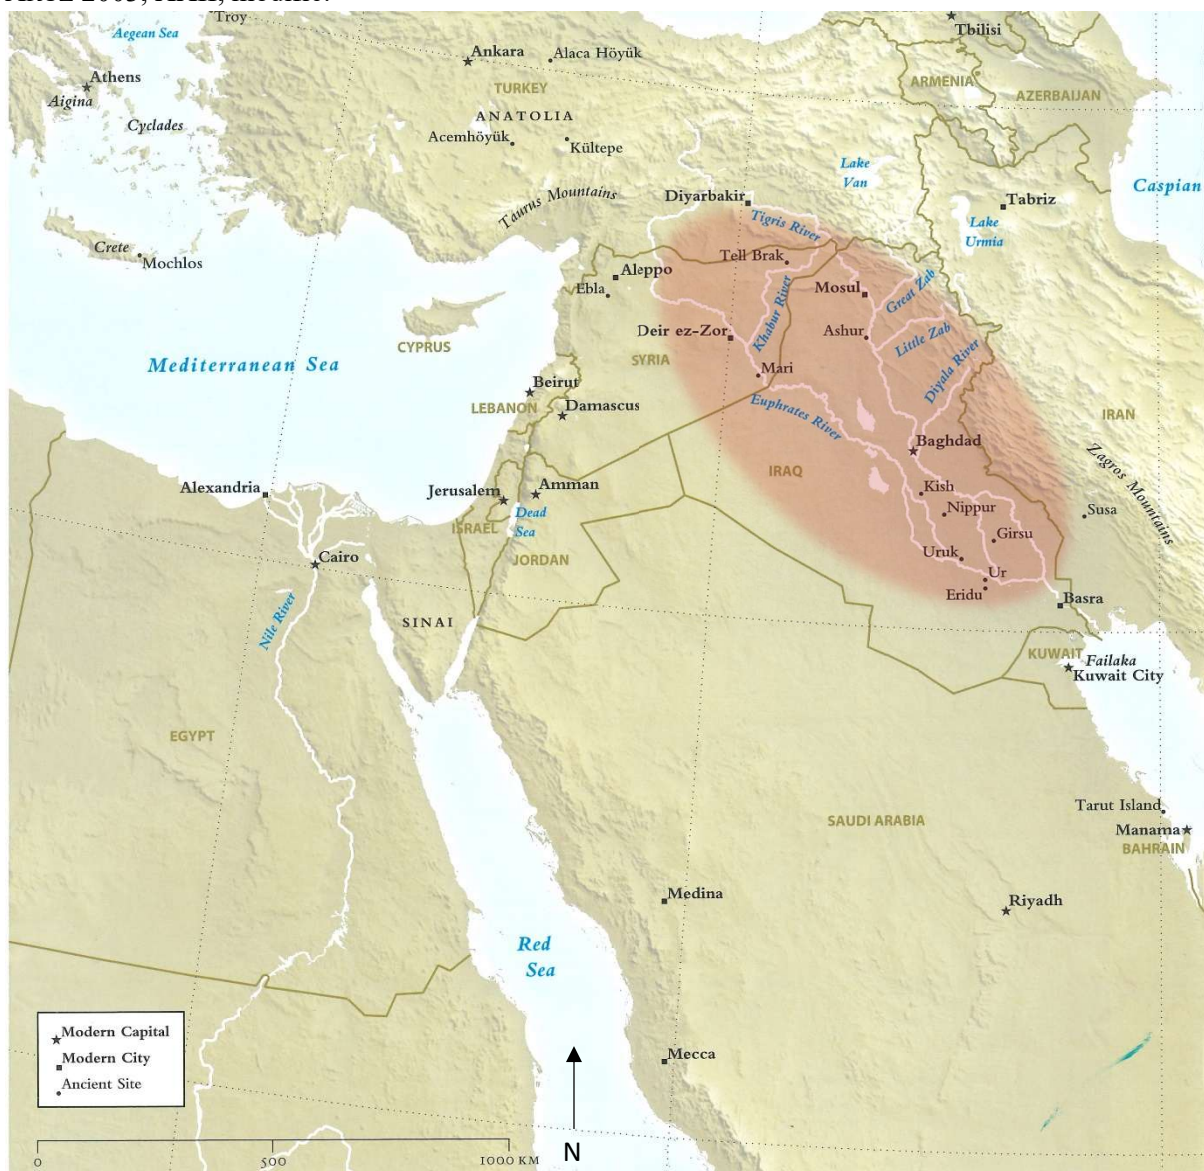 Troy
Aegean Sea
Tbilisi
Ankara
Alaca Höyük
Athens
TURKEY
ARMENIA
AZERBAIJAN
Aigina
ANATOLIA
Cyclades
Acemhöyük
Kültepe
Lake
Van
Caspian
Taurus Mountains
Diyarbakir
Tabriz
Tigris River
Lake
Urmia
Crete
Mochlos
Tell Brak
Aleppo
Ebla
Mosul
Great Zab
Khabur River
Deir ez-Zor
Ashur
Little Zab
CYPRUS
SYRIA
Mediterranean Sea
Mari
Diyala River
Beirut
LEBANON
Damascus
Euphrates River
IRAN
Baghdad
Zagros Mountains
IRAQ
Alexandria
Jerusalem
Amman
Kish
Nippur
Susa
Dead
Sea
ISRAEL
Girsu
Cairo
JORDAN
Uruk
Ur
Eridu
Basra
Nile River
SINAI
KUWAIT
Failaka
Kuwait City
EGYPT
Tarut Island
SAUDI ARABIA
Manama
BAHRAIN
Medina
Riyadh
Red
Sea
Modern Capital
Modern City
Ancient Site
Mecca
N
500
1000 KM
0